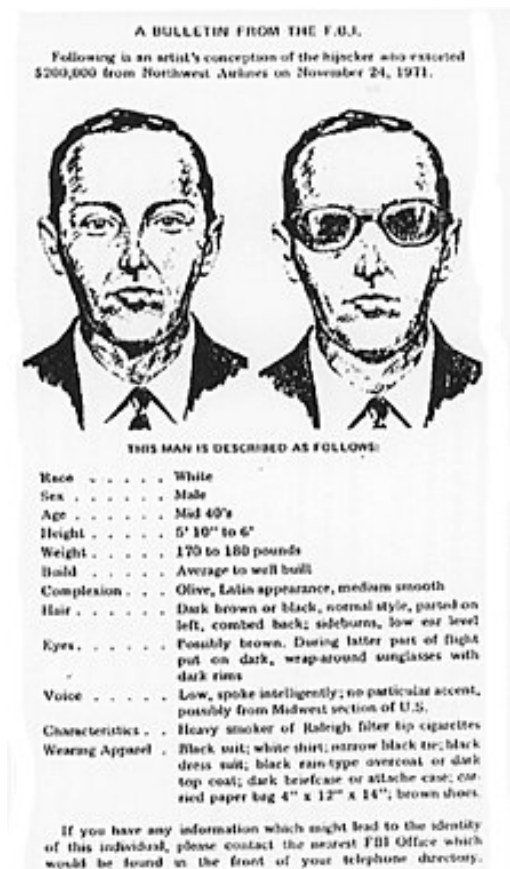 A BULLETIN FROM THE F.B.I.
Following is an artist's conception of the hijacker who extorted
$200,000 from Northwest Airlines on November 24, 1971.
THIS MAN IS DESCRIBED AS FOLLOWS:
Race . . . . . White
Sex . . . . . . Male
Age . . . . . . Mid 40's
Height . . . . . 5' 10" to 6'
Weight . . . . . 170 to 180 pounds
Build . . . . . Average to well built
Complexion . . . Olive, Latin appearance, medium smooth
Hair . . . . . . Dark brown or black, normal style, parted on
left, combed back; sideburns, low ear level
Eyes . . . . . . Possibly brown. During latter part of flight
put on dark, wrap-around sunglasses with
dark rims
Voice . . . . . Low, spoke intelligently; no particular accent,
possibly from Midwest section of U.S.
Characteristics . . Heavy smoker of Raleigh filter tip cigarettes
Wearing Apparel . Black suit; white shirt; narrow black tie; black
dress suit; black rain-type overcoat or dark
top coat; dark briefcase or attache case; car-
ried paper bag 4" x 12" x 14"; brown shoes.
If you have any information which might lead to the identity
of this individual, please contact the nearest FBI Office which
would be found in the front of your telephone directory.